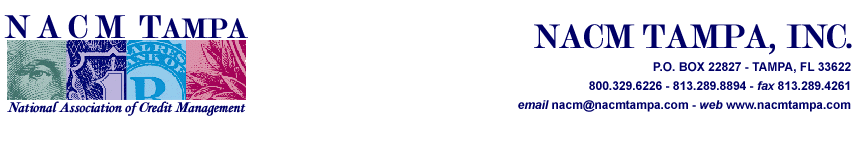 NACM TAMPA
National Association of Credit Management
NACM TAMPA, INC.
P.O. BOX 22827 - TAMPA, FL 33622
800.329.6226 - 813.289.8894 - fax 813.289.4261
email nacm@nacmtampa.com - web www.nacmtampa.com